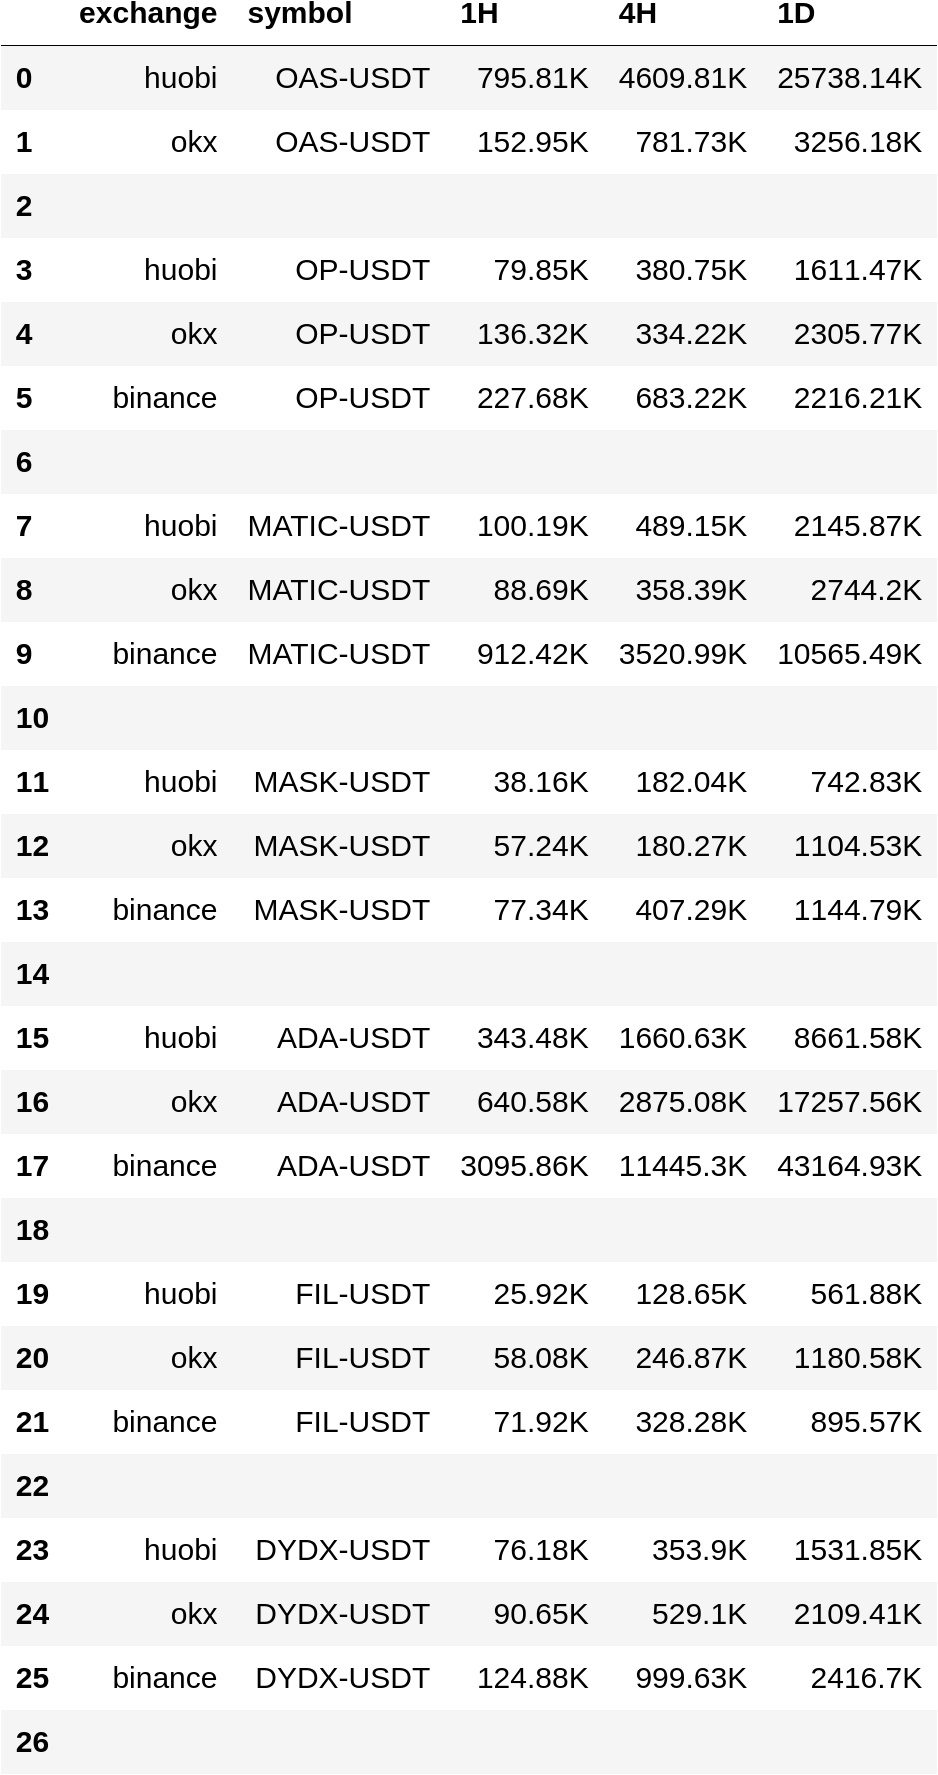 exchange symbol 1H 4H 1D
0 huobi OAS-USDT 795.81K 4609.81K 25738.14K
1 okx OAS-USDT 152.95K 781.73K 3256.18K
2
3 huobi OP-USDT 79.85K 380.75K 1611.47K
4 okx OP-USDT 136.32K 334.22K 2305.77K
5 binance OP-USDT 227.68K 683.22K 2216.21K
6
7 huobi MATIC-USDT 100.19K 489.15K 2145.87K
8 okx MATIC-USDT 88.69K 358.39K 2744.2K
9 binance MATIC-USDT 912.42K 3520.99K 10565.49K
10
11 huobi MASK-USDT 38.16K 182.04K 742.83K
12 okx MASK-USDT 57.24K 180.27K 1104.53K
13 binance MASK-USDT 77.34K 407.29K 1144.79K
14
15 huobi ADA-USDT 343.48K 1660.63K 8661.58K
16 okx ADA-USDT 640.58K 2875.08K 17257.56K
17 binance ADA-USDT 3095.86K 11445.3K 43164.93K
18
19 huobi FIL-USDT 25.92K 128.65K 561.88K
20 okx FIL-USDT 58.08K 246.87K 1180.58K
21 binance FIL-USDT 71.92K 328.28K 895.57K
22
23 huobi DYDX-USDT 76.18K 353.9K 1531.85K
24 okx DYDX-USDT 90.65K 529.1K 2109.41K
25 binance DYDX-USDT 124.88K 999.63K 2416.7K
26